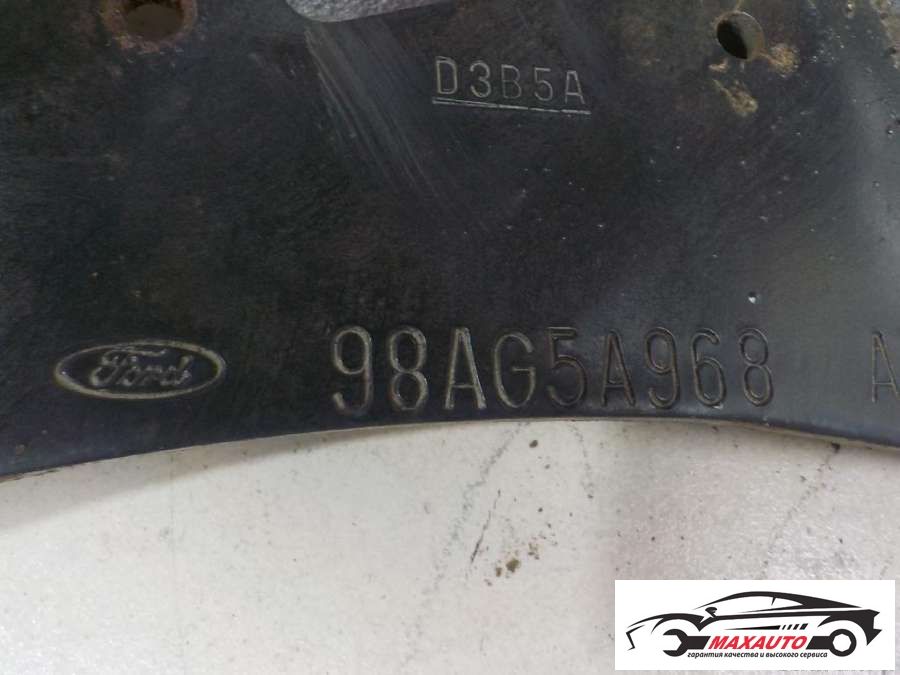 D3B5A
Ford 98AG5A968 A
MAXAUTO
гарантия качества и высокого сервиса